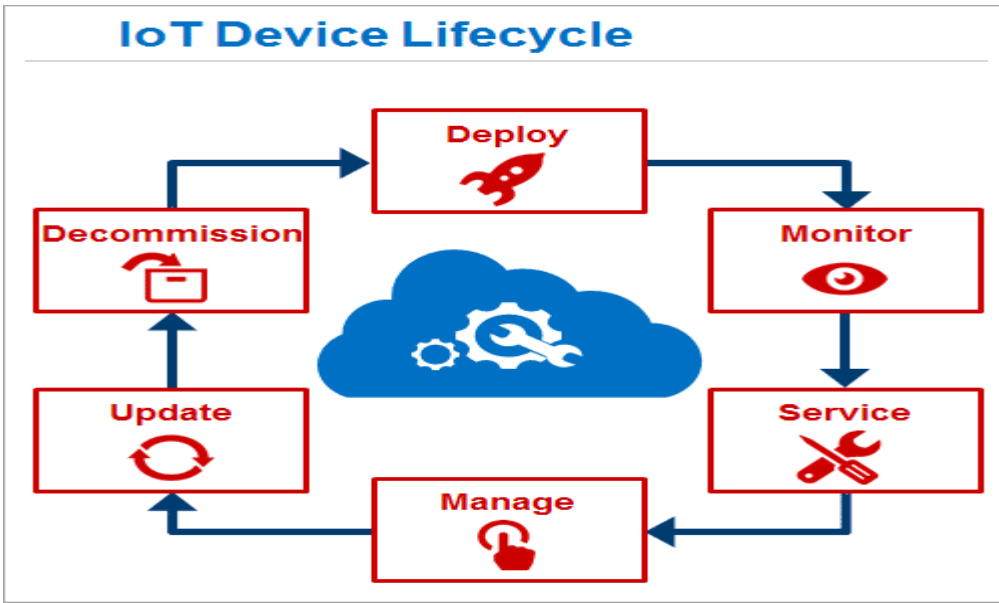 IoT Device Lifecycle
Deploy
Decommission
Monitor
Update
Service
Manage